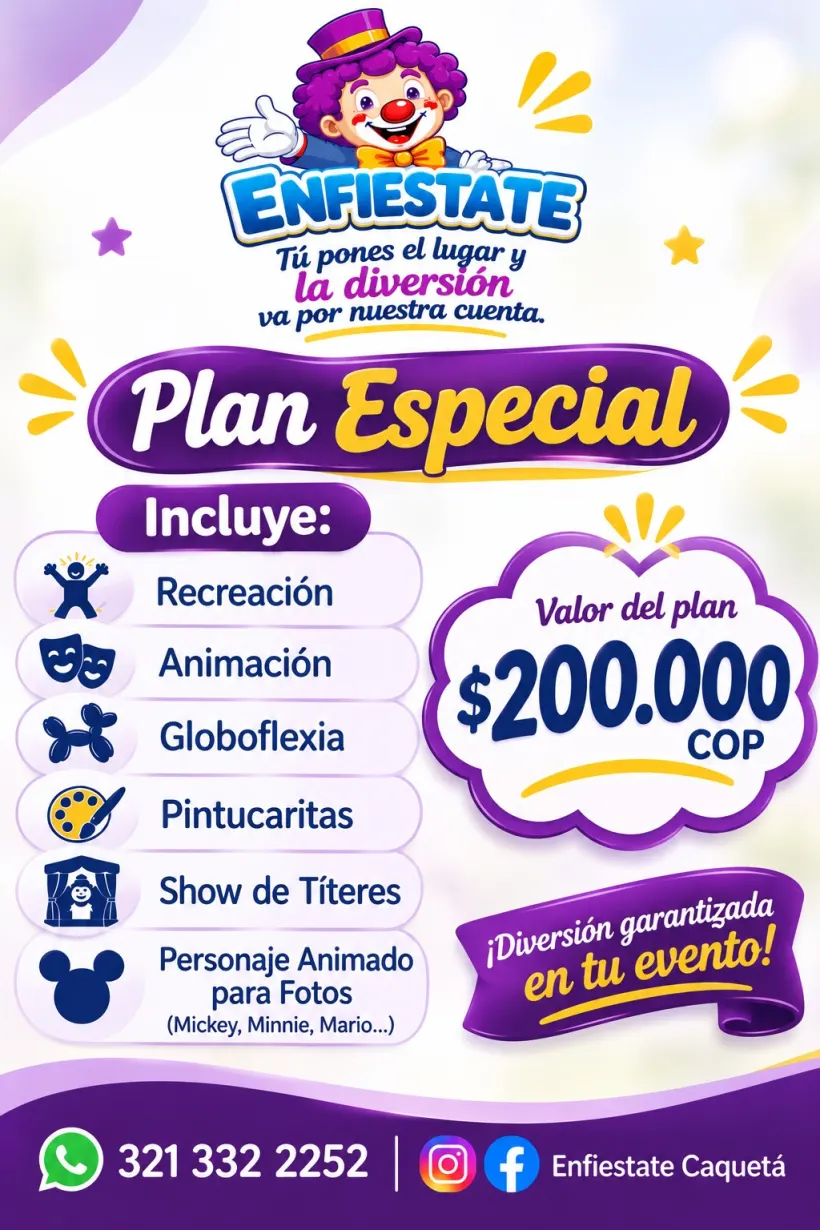 ENFIESTATE
Tú pones el lugar y
la diversión
va por nuestra cuenta.
Plan Especial
Incluye:
Recreación
Animación
Globoflexia
Pintucaritas
Show de Títeres
Personaje Animado
para Fotos
(Mickey, Minnie, Mario...)
Valor del plan
$200.000
COP
¡Diversión garantizada
en tu evento!
321 332 2252 | Enfiestate Caquetá